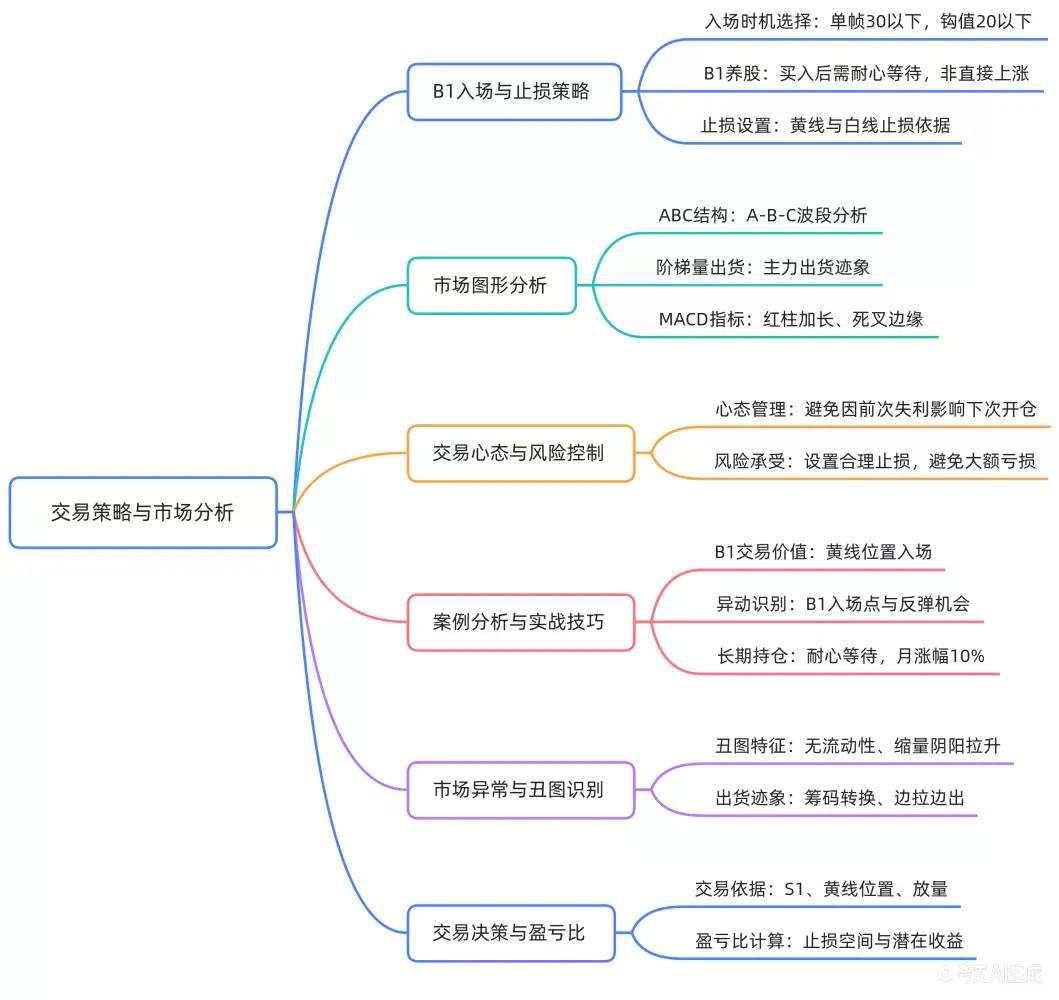 交易策略与市场分析
B1入场与止损策略
入场时机选择：单帧30以下，钩值20以下
B1养股：买入后需耐心等待，非直接上涨
止损设置：黄线与白线止损依据
市场图形分析
ABC结构：A-B-C波段分析
阶梯量出货：主力出货迹象
MACD指标：红柱加长、死叉边缘
交易心态与风险控制
心态管理：避免因前次失利影响下次开仓
风险承受：设置合理止损，避免大额亏损
案例分析与实战技巧
B1交易价值：黄线位置入场
异动识别：B1入场点与反弹机会
长期持仓：耐心等待，月涨幅10%
市场异常与丑图识别
丑图特征：无流动性、缩量阴阳拉升
出货迹象：筹码转换、边拉边出
交易决策与盈亏比
交易依据：S1、黄线位置、放量
盈亏比计算：止损空间与潜在收益
夸克AI生成